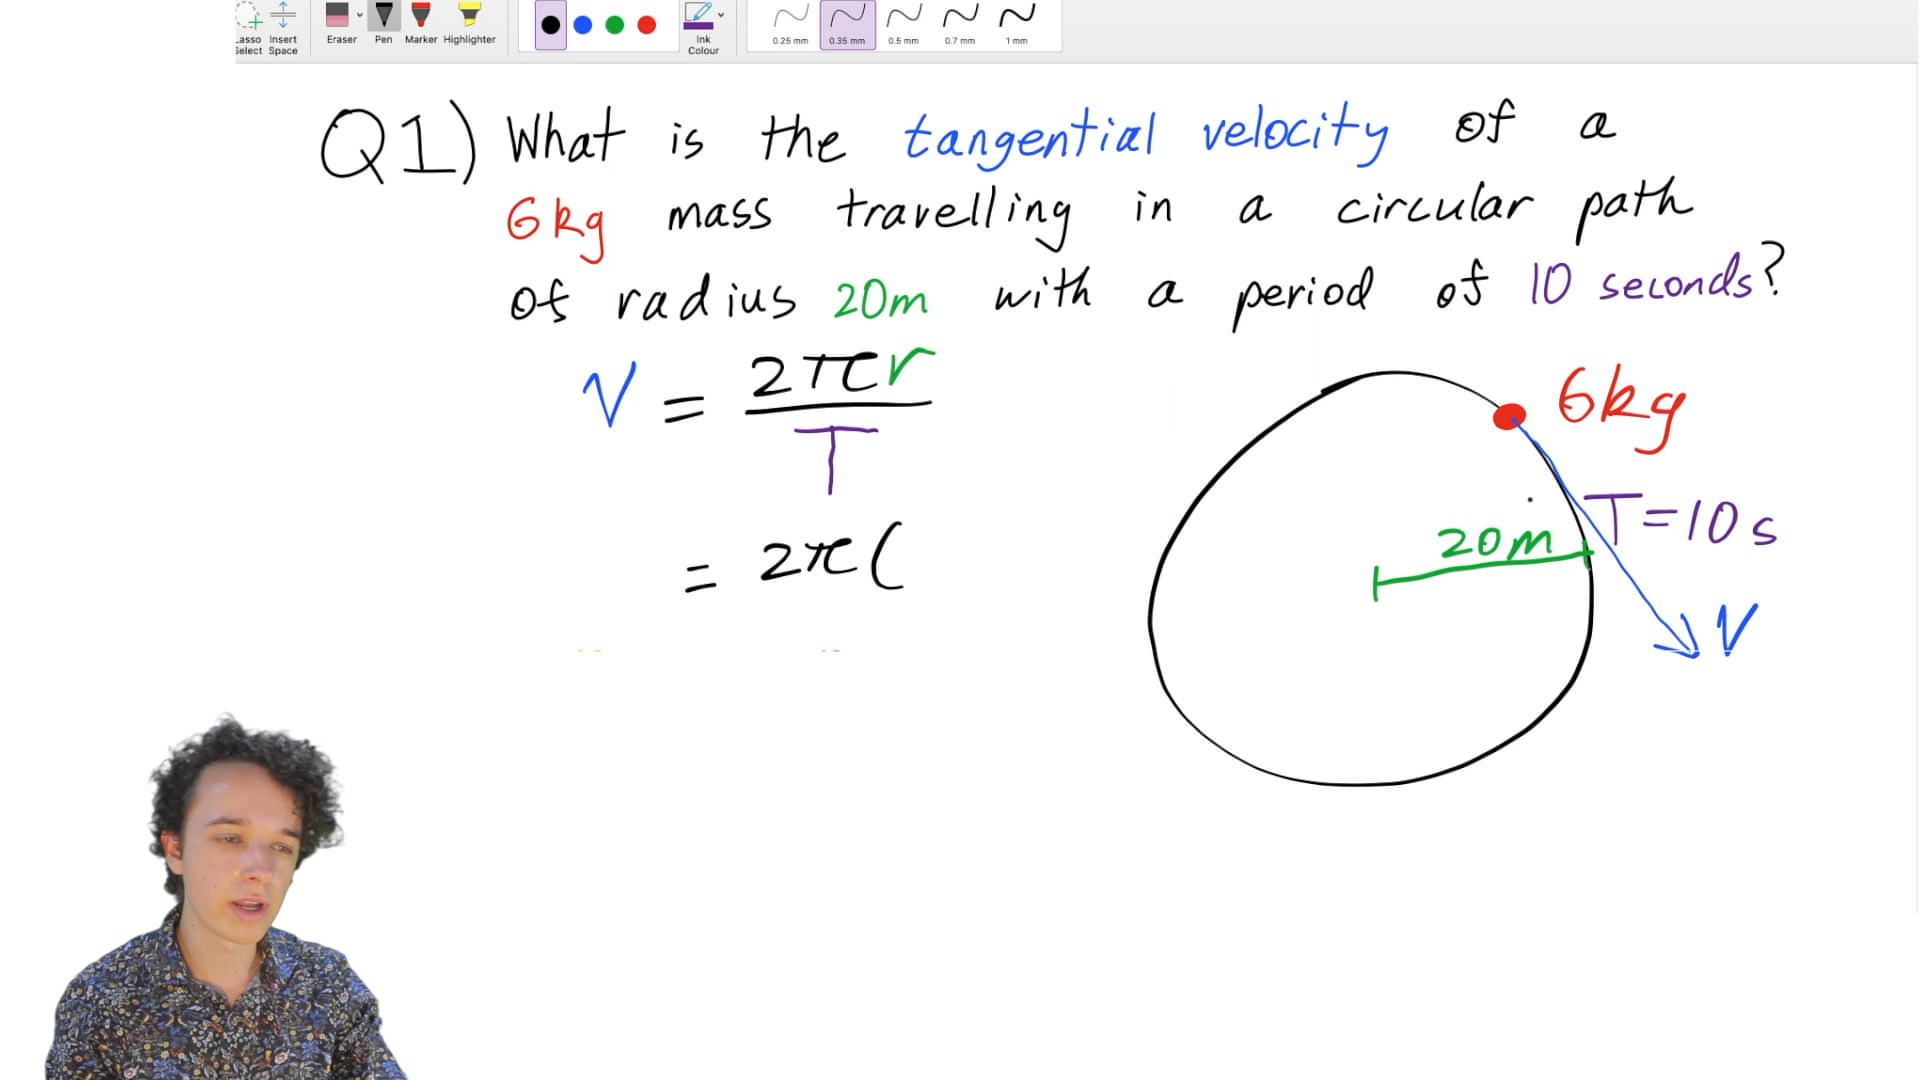 Lasso Select
Insert Space
Eraser
Pen
Marker
Highlighter
Ink Colour
0.25 mm
0.35 mm
0.5 mm
0.7 mm
1 mm
Q1) What is the tangential velocity of a
6kg mass travelling in a circular path
of radius 20m with a period of 10 seconds?
V = 2πr / T
= 2π(
6kg
T=10s
20m
V